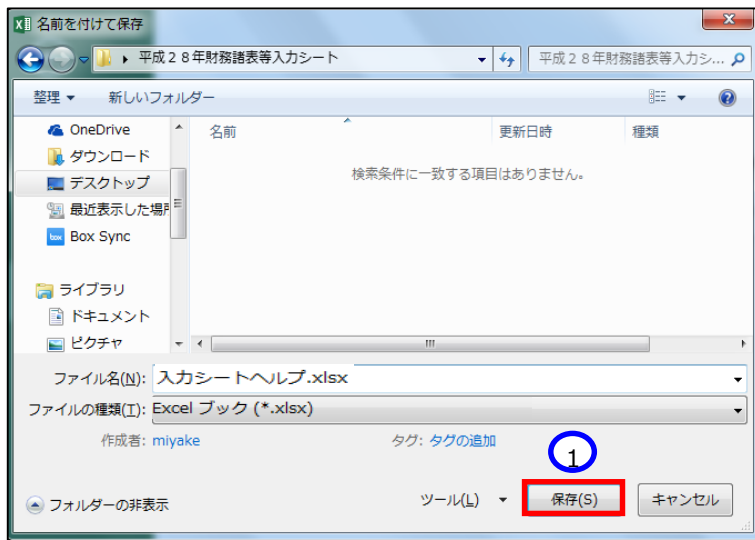 名前を付けて保存
平成２８年財務諸表等入力シート
平成２８年財務諸表等入力シ...
整理 新しいフォルダー
名前 更新日時 種類
検索条件に一致する項目はありません。
OneDrive
ダウンロード
デスクトップ
最近表示した場所
box Box Sync
ライブラリ
ドキュメント
ピクチャ
ファイル名(N): 入力シートヘルプ.xlsx
ファイルの種類(T): Excel ブック (*.xlsx)
作成者: miyake タグ: タグの追加
1
フォルダーの非表示 ツール(L) 保存(S) キャンセル